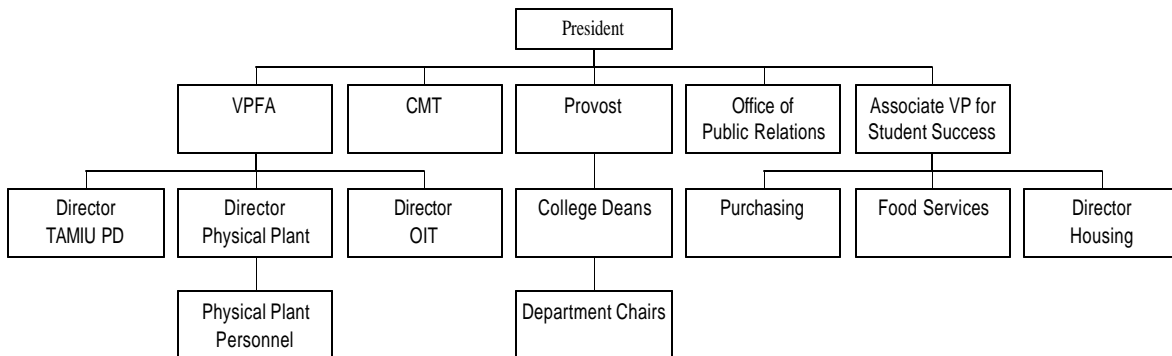 President
VPFA
CMT
Provost
Office of
Public Relations
Associate VP for
Student Success
Director
TAMIU PD
Director
Physical Plant
Director
OIT
College Deans
Purchasing
Food Services
Director
Housing
Physical Plant
Personnel
Department Chairs